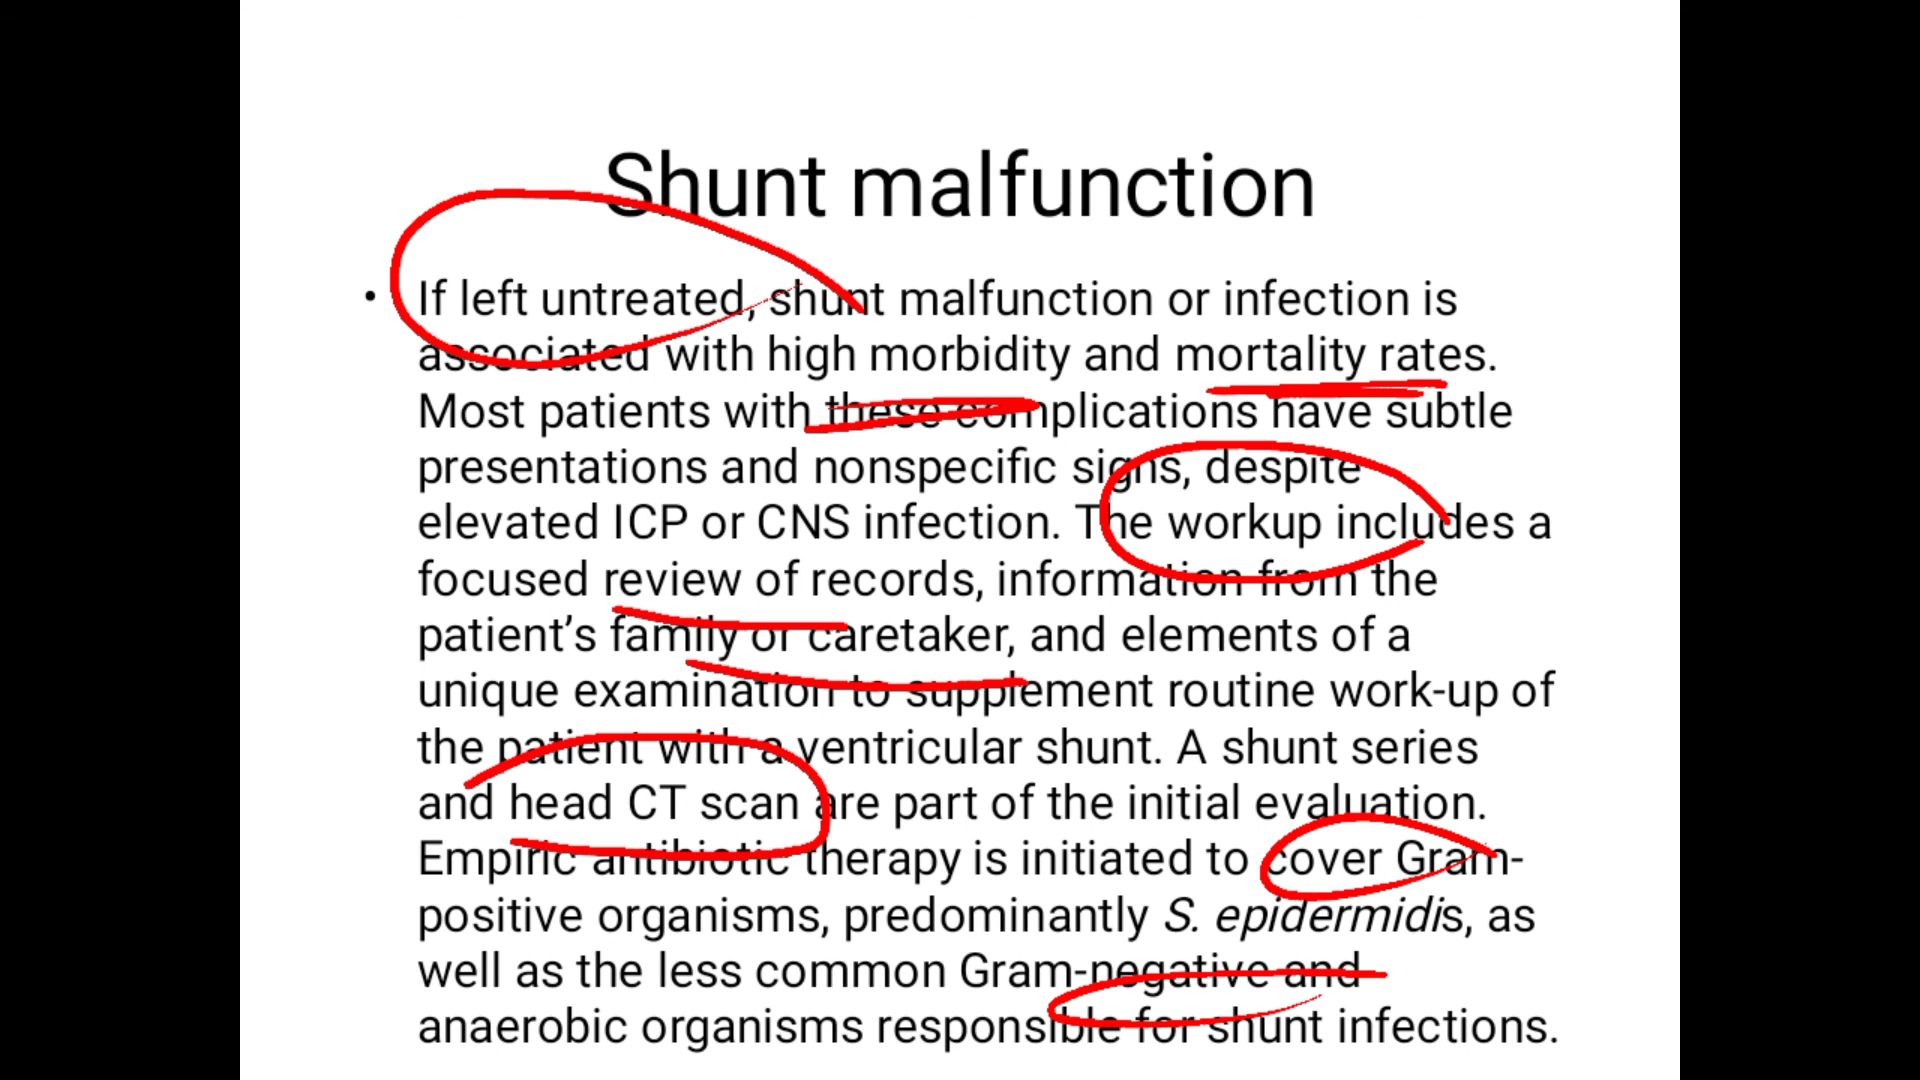 Shunt malfunction
• If left untreated, shunt malfunction or infection is
associated with high morbidity and mortality rates.
Most patients with these complications have subtle
presentations and nonspecific signs, despite
elevated ICP or CNS infection. The workup includes a
focused review of records, information from the
patient’s family or caretaker, and elements of a
unique examination to supplement routine work-up of
the patient with a ventricular shunt. A shunt series
and head CT scan are part of the initial evaluation.
Empiric antibiotic therapy is initiated to cover Gram-
positive organisms, predominantly S. epidermidis, as
well as the less common Gram-negative and
anaerobic organisms responsible for shunt infections.